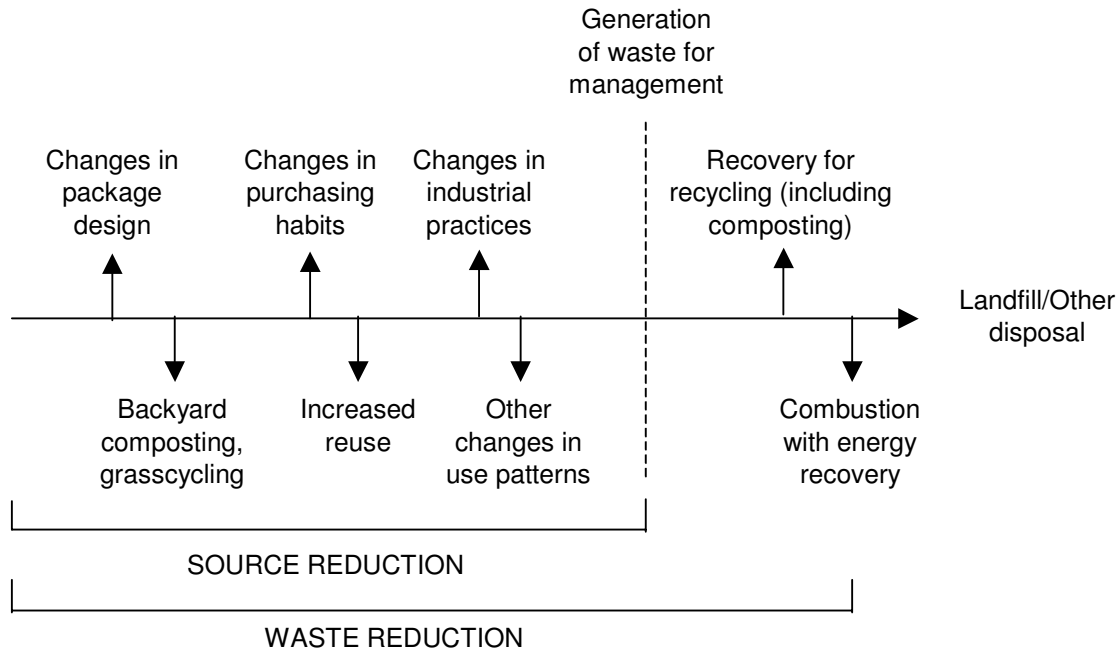 Generation
of waste for
management
Changes in
package
design
Changes in
purchasing
habits
Changes in
industrial
practices
Recovery for
recycling (including
composting)
Landfill/Other
disposal
Backyard
composting,
grasscycling
Increased
reuse
Other
changes in
use patterns
Combustion
with energy
recovery
SOURCE REDUCTION
WASTE REDUCTION